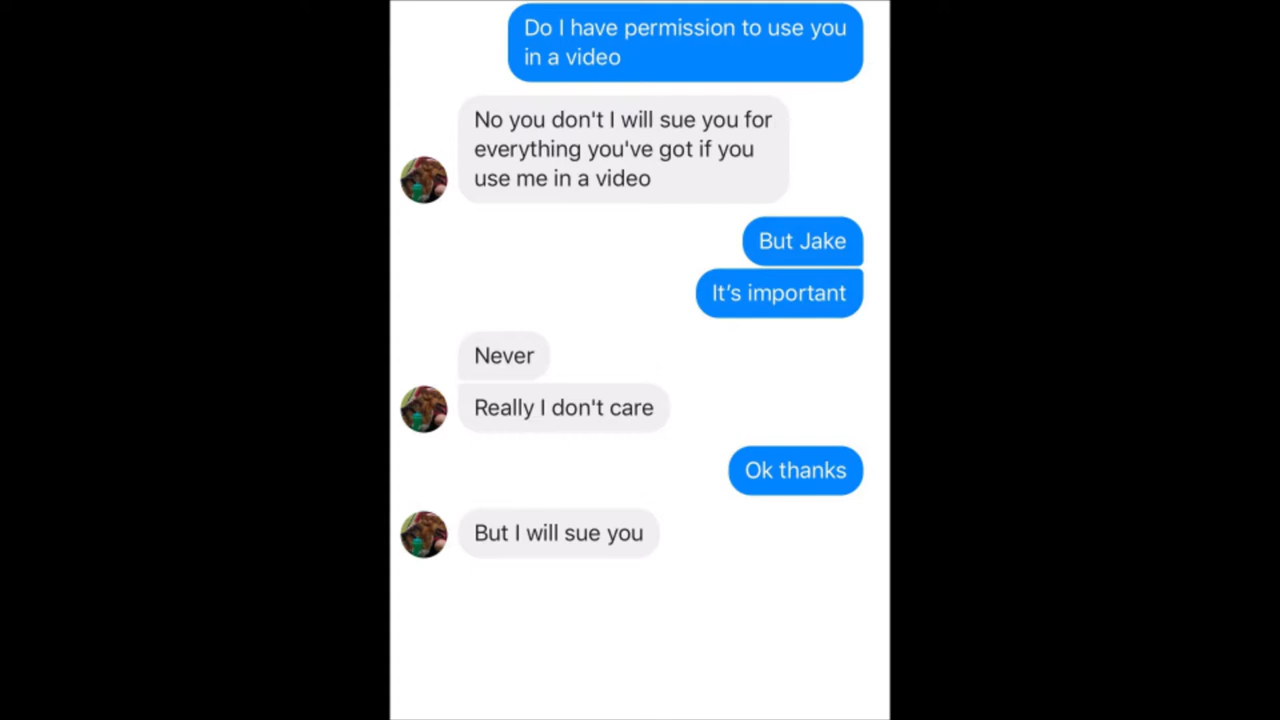 Do I have permission to use you
in a video
No you don't I will sue you for
everything you've got if you
use me in a video
But Jake
It’s important
Never
Really I don't care
Ok thanks
But I will sue you